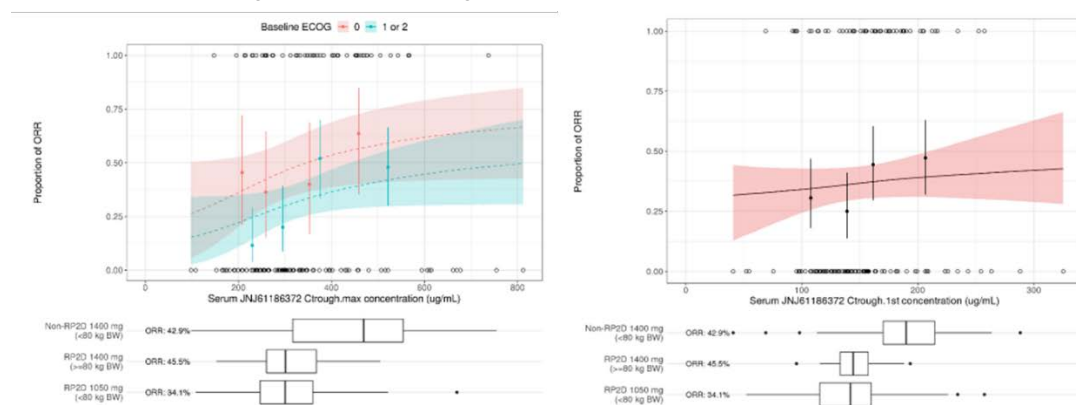 Baseline ECOG 0 1 or 2
Proportion of ORR
1.00
0.75
0.50
0.25
0.00
0 200 400 600 800
Serum JNJ61186372 Ctrough.max concentration (ug/mL)
Non-RP2D 1400 mg
(<80 kg BW)
ORR: 42.9%
RP2D 1400 mg
(>=80 kg BW)
ORR: 45.5%
RP2D 1050 mg
(<80 kg BW)
ORR: 34.1%
Proportion of ORR
1.00
0.75
0.50
0.25
0.00
0 100 200 300
Serum JNJ61186372 Ctrough.1st concentration (ug/mL)
Non-RP2D 1400 mg
(<80 kg BW)
ORR: 42.9%
RP2D 1400 mg
(>=80 kg BW)
ORR: 45.5%
RP2D 1050 mg
(<80 kg BW)
ORR: 34.1%